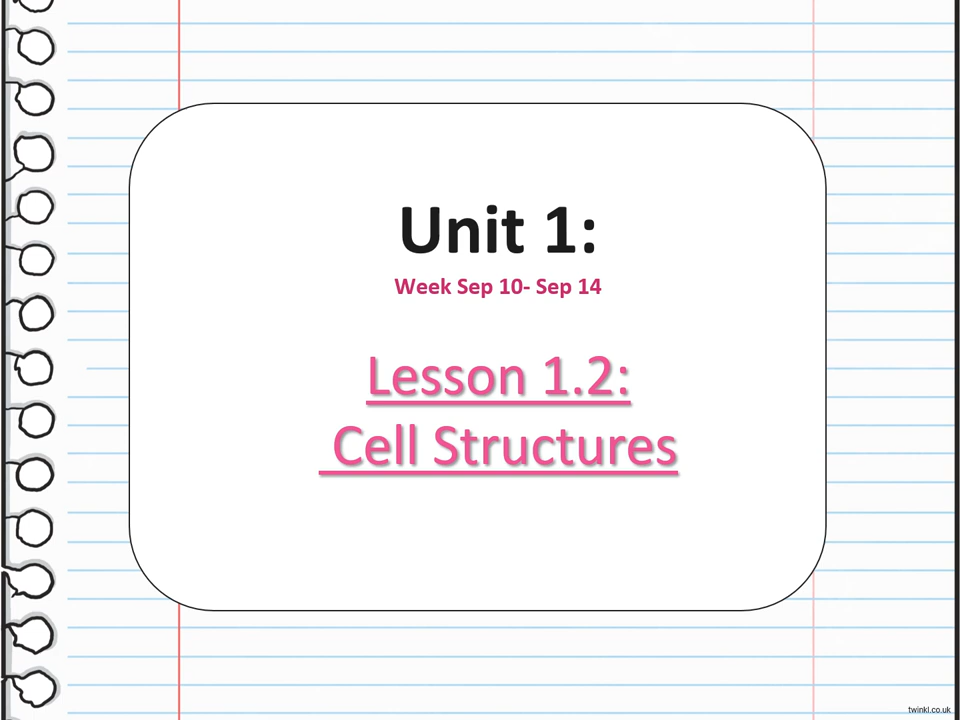 Unit 1:
Week Sep 10- Sep 14
Lesson 1.2:
Cell Structures
twinkl.co.uk